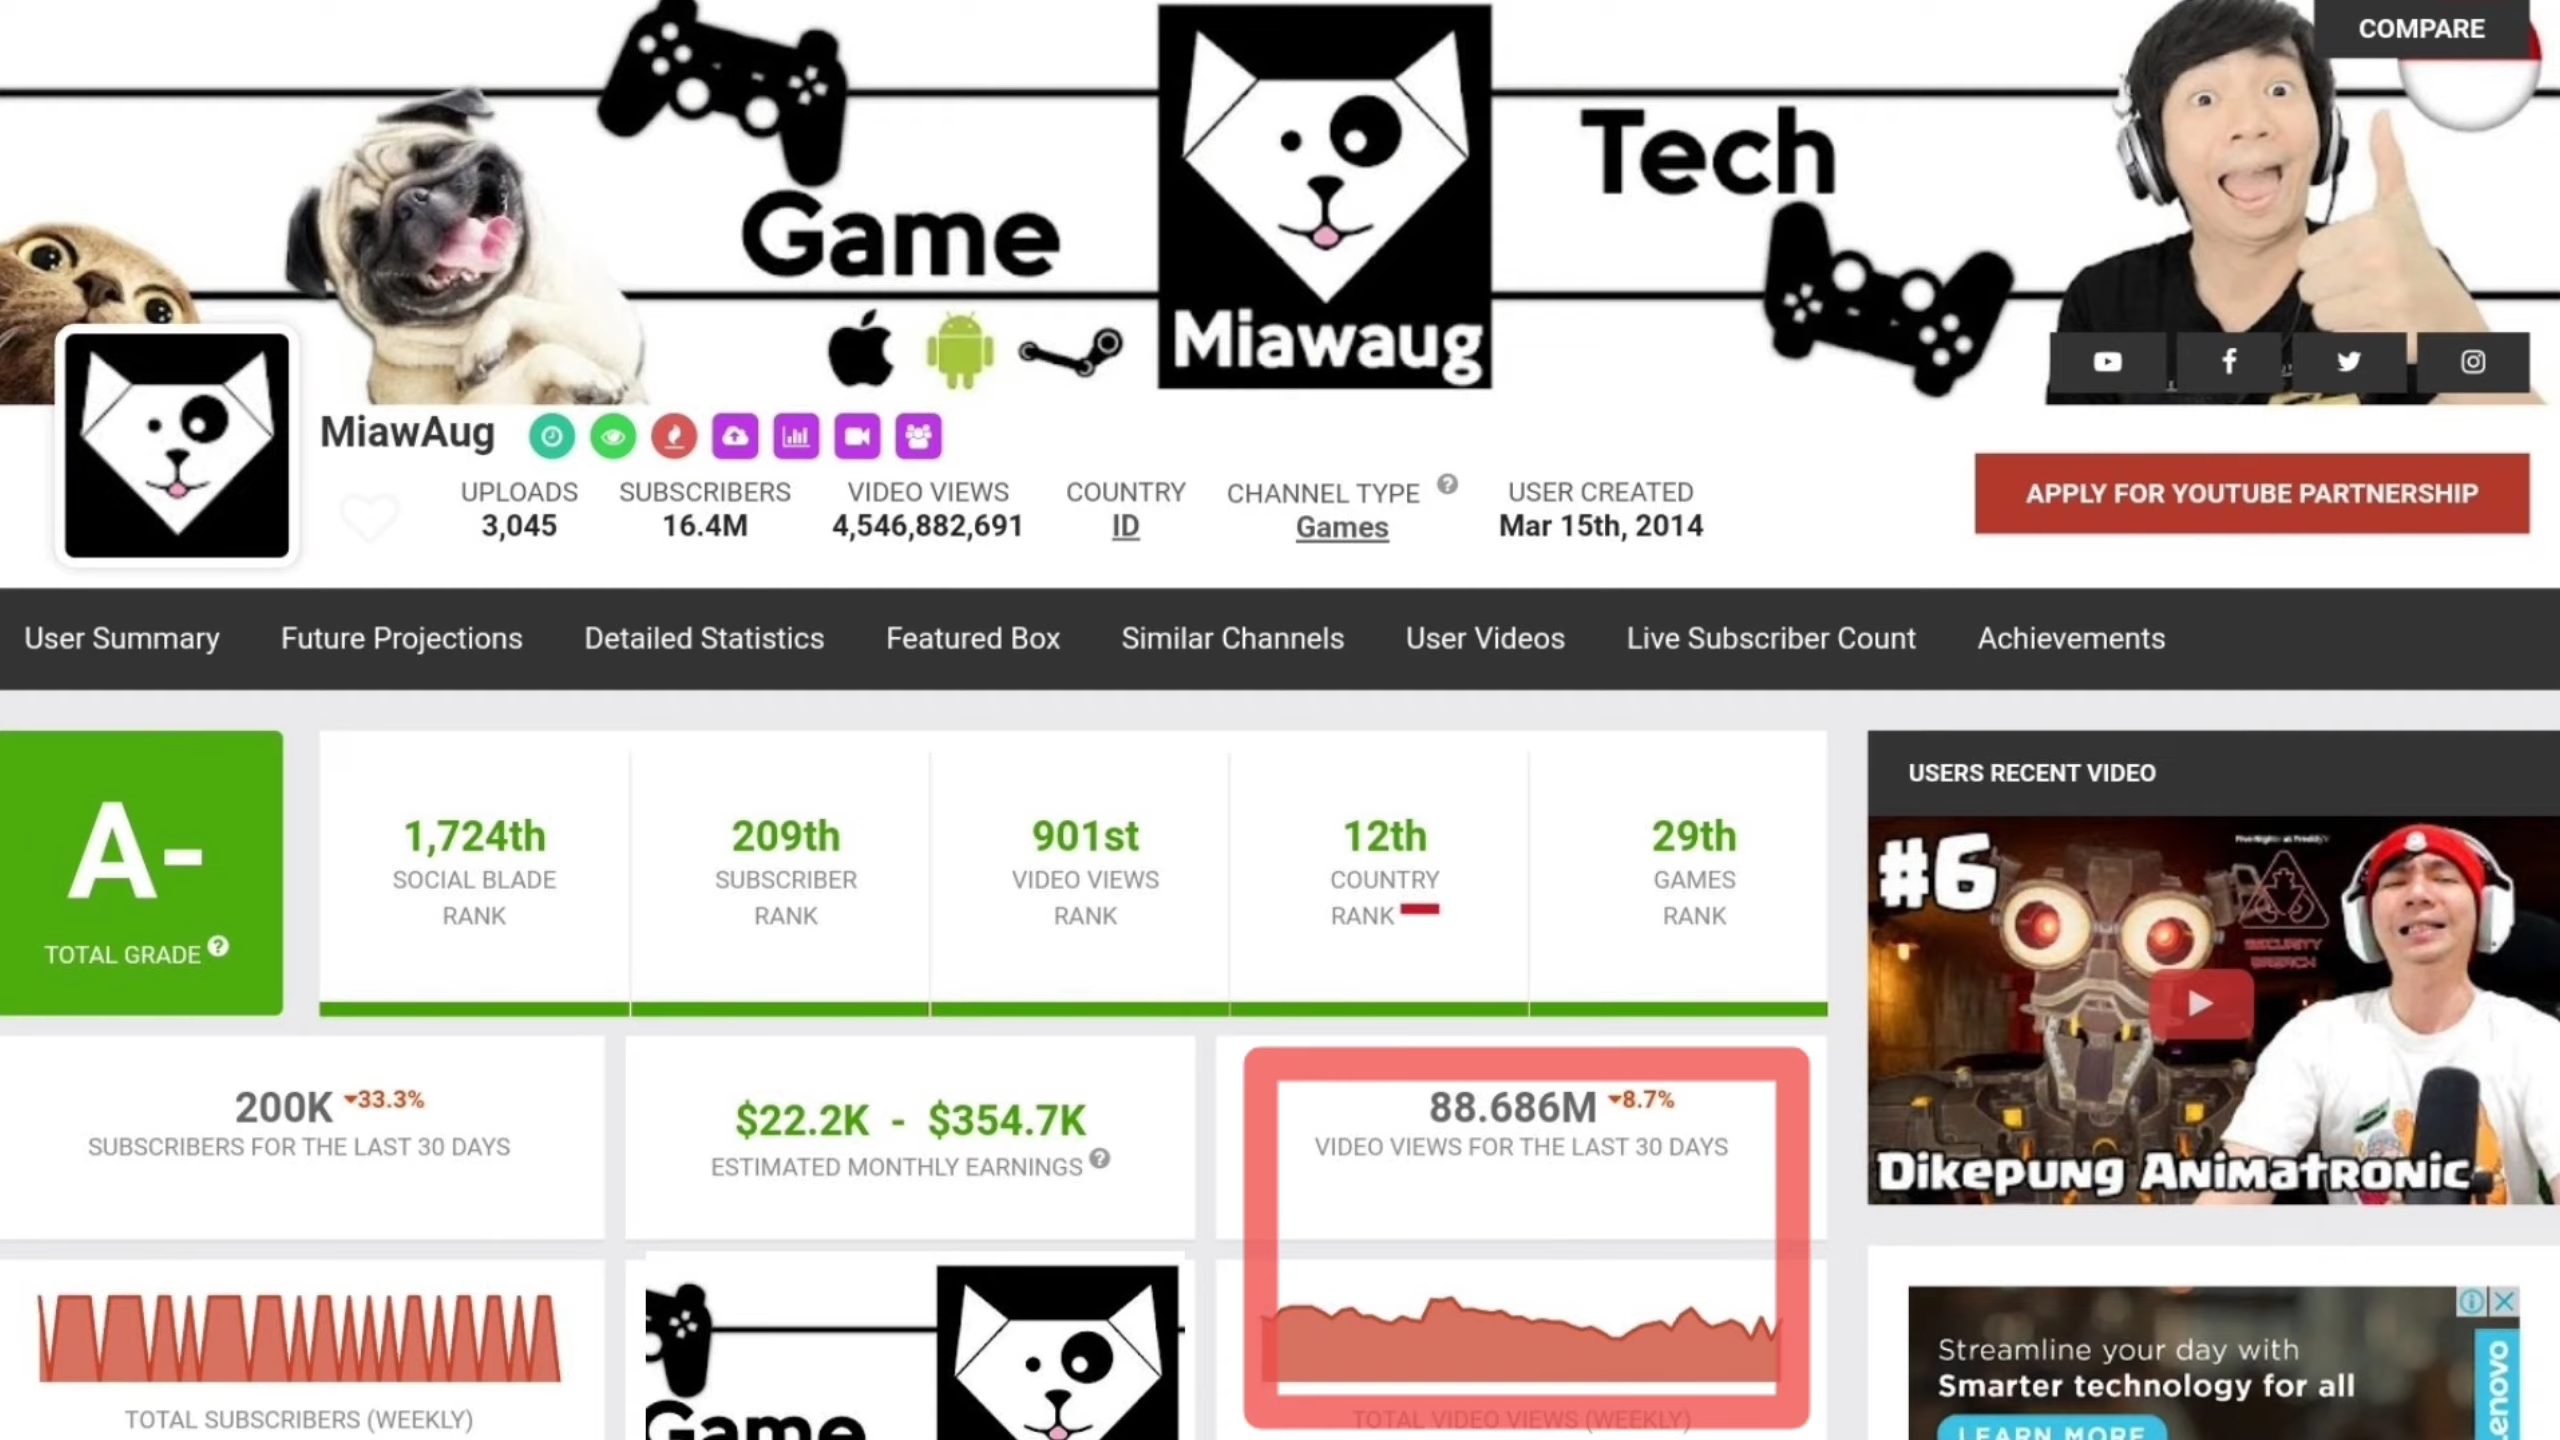 COMPARE
Game
Tech
Miawaug
MiawAug
UPLOADS
3,045
SUBSCRIBERS
16.4M
VIDEO VIEWS
4,546,882,691
COUNTRY
ID
CHANNEL TYPE
Games
USER CREATED
Mar 15th, 2014
APPLY FOR YOUTUBE PARTNERSHIP
User Summary
Future Projections
Detailed Statistics
Featured Box
Similar Channels
User Videos
Live Subscriber Count
Achievements
A-
TOTAL GRADE
1,724th
SOCIAL BLADE
RANK
209th
SUBSCRIBER
RANK
901st
VIDEO VIEWS
RANK
12th
COUNTRY
RANK
29th
GAMES
RANK
USERS RECENT VIDEO
#6
SECURITY
BREACH
Dikepung Animatronic
200K 33.3%
SUBSCRIBERS FOR THE LAST 30 DAYS
$22.2K - $354.7K
ESTIMATED MONTHLY EARNINGS
88.686M 8.7%
VIDEO VIEWS FOR THE LAST 30 DAYS
TOTAL SUBSCRIBERS (WEEKLY)
Game
TOTAL VIDEO VIEWS (WEEKLY)
Streamline your day with
Smarter technology for all
LEARN MORE
Lenovo